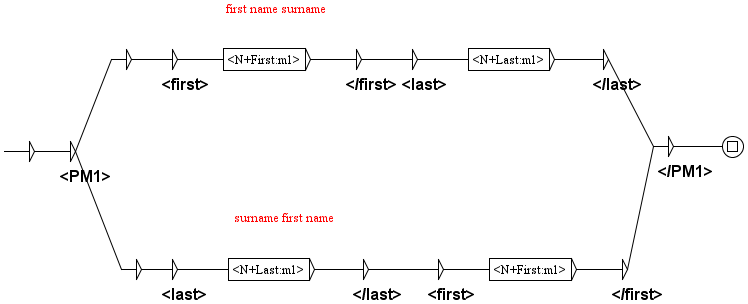 first name surname
<N+First:m1> <N+Last:m1>
<first> </first> <last> </last>
<PM1> </PM1>
surname first name
<N+Last:m1> <N+First:m1>
<last> </last> <first> </first>